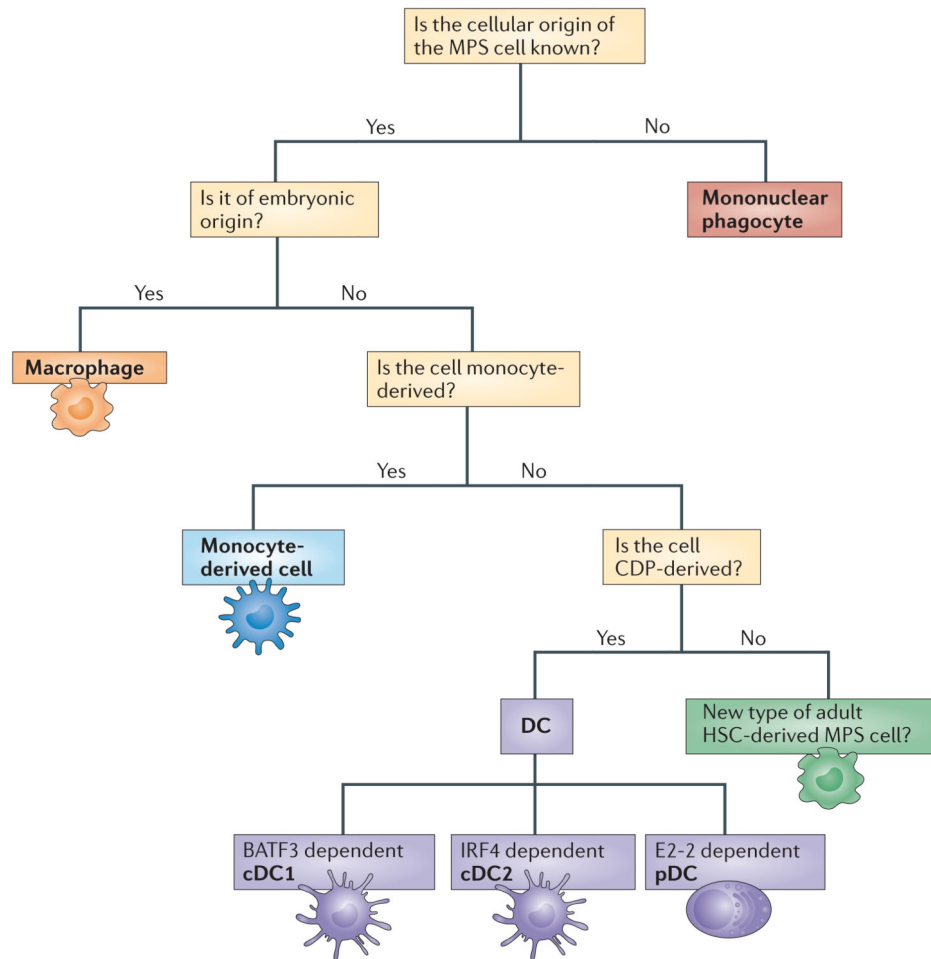 Is the cellular origin of
the MPS cell known?
Yes
No
Is it of embryonic
origin?
Mononuclear
phagocyte
Yes
No
Macrophage
Is the cell monocyte-
derived?
Yes
No
Monocyte-
derived cell
Is the cell
CDP-derived?
Yes
No
DC
New type of adult
HSC-derived MPS cell?
BATF3 dependent
cDC1
IRF4 dependent
cDC2
E2-2 dependent
pDC